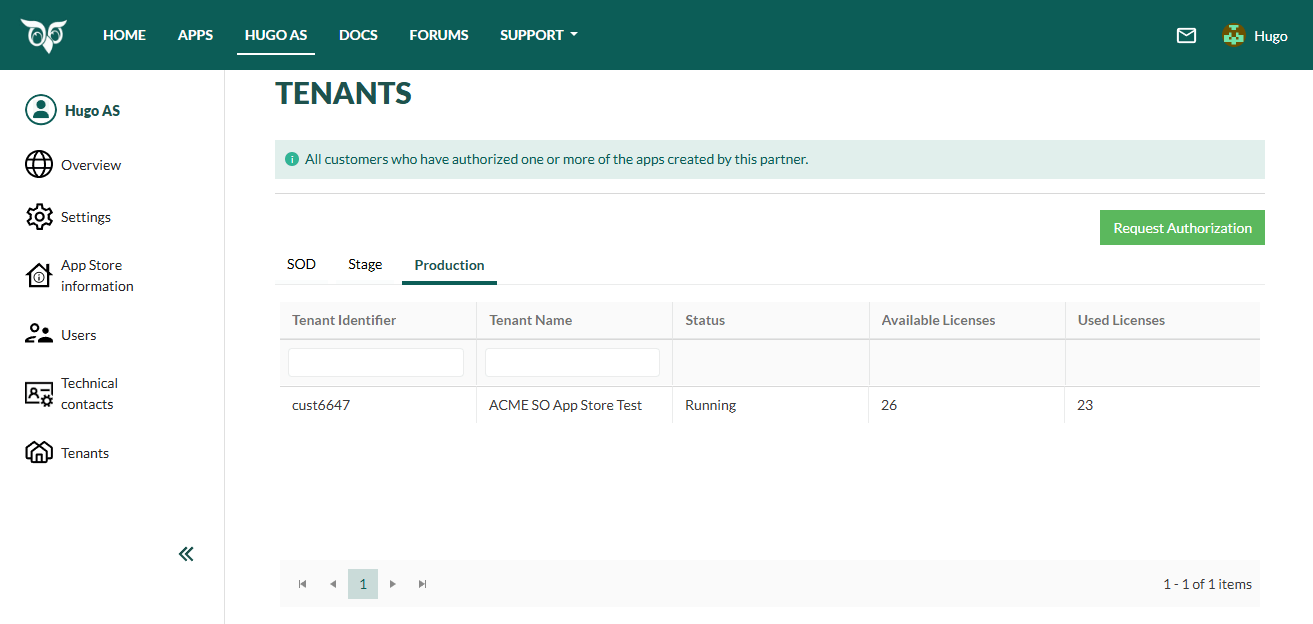 HOME APPS HUGO AS DOCS FORUMS SUPPORT Hugo
Hugo AS
Overview
Settings
App Store
information
Users
Technical
contacts
Tenants
TENANTS
All customers who have authorized one or more of the apps created by this partner.
Request Authorization
SOD Stage Production
Tenant Identifier Tenant Name Status Available Licenses Used Licenses
cust6647 ACME SO App Store Test Running 26 23
1 1 - 1 of 1 items